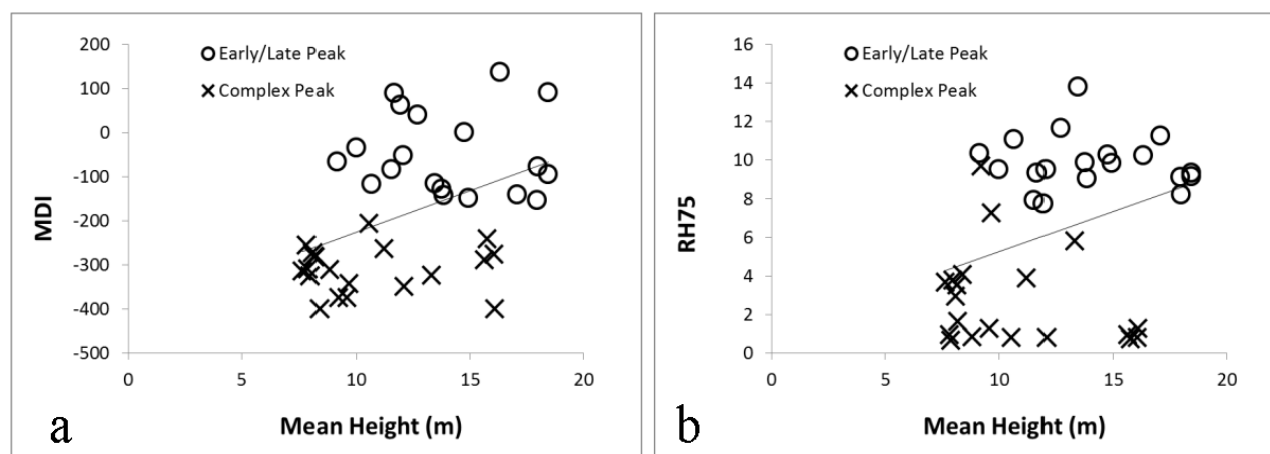 MDI
200
100
0
-100
-200
-300
-400
-500
Early/Late Peak
Complex Peak
0
5
10
15
20
Mean Height (m)
a
RH75
16
14
12
10
8
6
4
2
0
Early/Late Peak
Complex Peak
0
5
10
15
20
Mean Height (m)
b